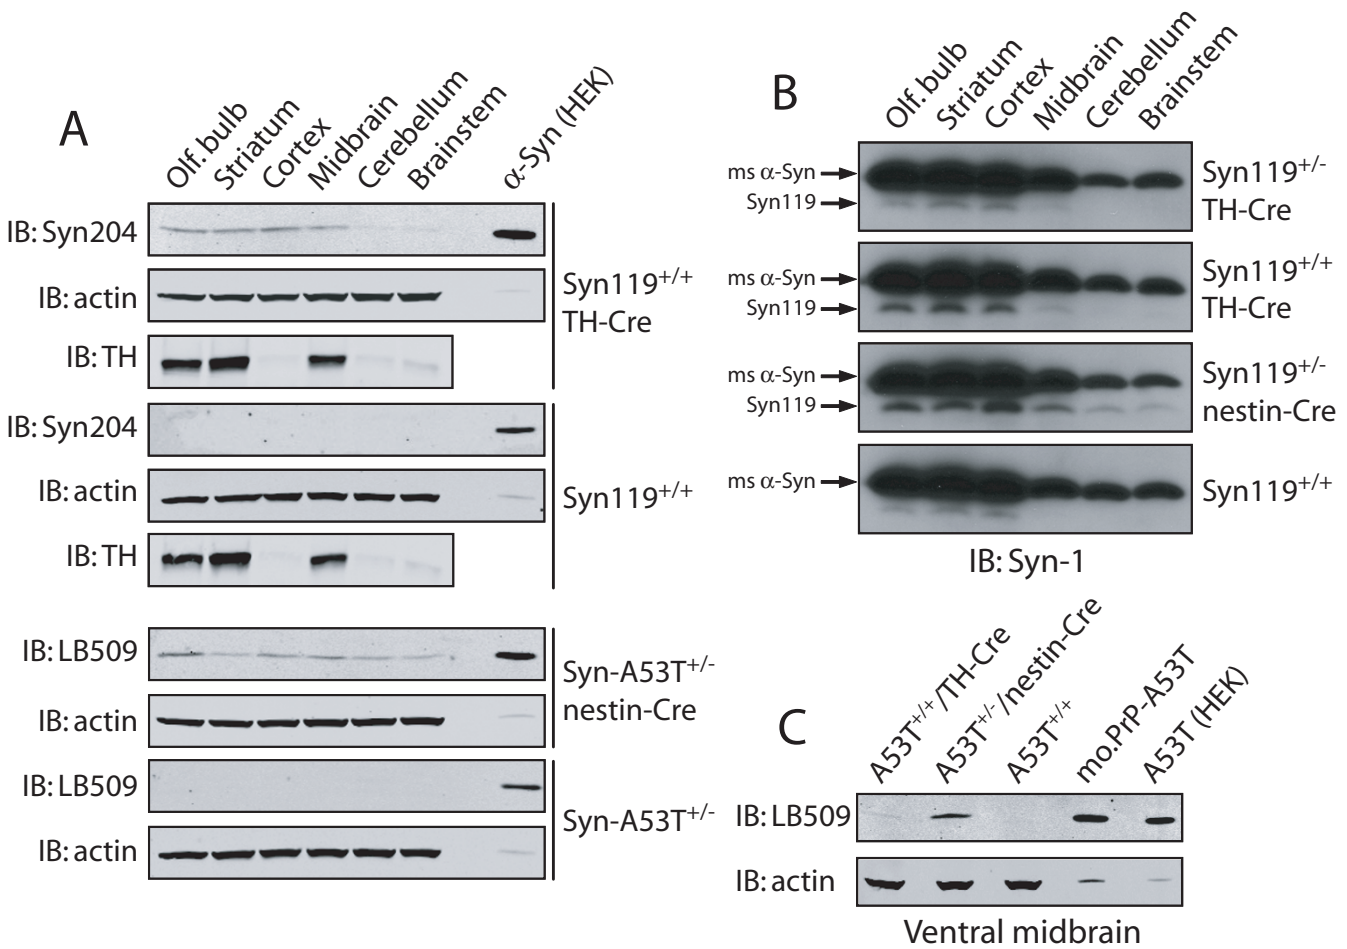 A
Olf. bulb
Striatum
Cortex
Midbrain
Cerebellum
Brainstem
α-Syn (HEK)
IB: Syn204
IB: actin
IB: TH
Syn119+/+
TH-Cre
IB: Syn204
IB: actin
IB: TH
Syn119+/+
IB: LB509
IB: actin
Syn-A53T+/-
nestin-Cre
IB: LB509
IB: actin
Syn-A53T+/-
B
Olf. bulb
Striatum
Cortex
Midbrain
Cerebellum
Brainstem
ms α-Syn
Syn119
Syn119+/-
TH-Cre
ms α-Syn
Syn119
Syn119+/+
TH-Cre
ms α-Syn
Syn119
Syn119+/-
nestin-Cre
ms α-Syn
Syn119+/+
IB: Syn-1
C
A53T+/+/TH-Cre
A53T+/-/nestin-Cre
A53T+/+
mo.PrP-A53T
A53T (HEK)
IB: LB509
IB: actin
Ventral midbrain